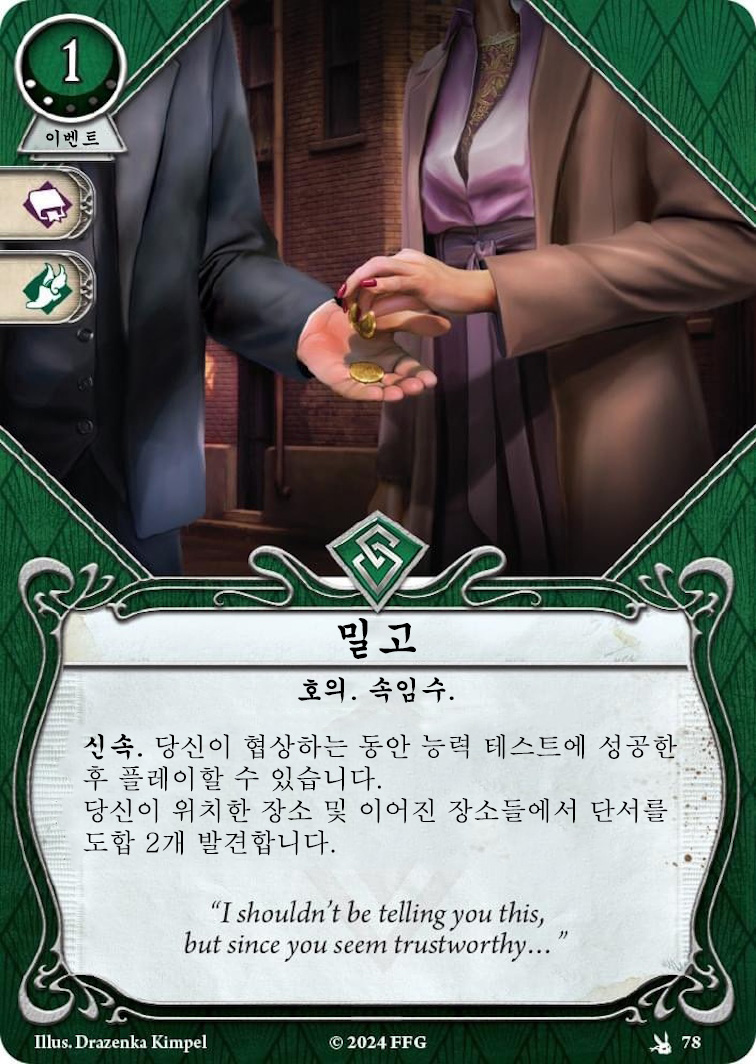 1
이벤트
밀고
호의. 속임수.
신속. 당신이 협상하는 동안 능력 테스트에 성공한
후 플레이할 수 있습니다.
당신이 위치한 장소 및 이어진 장소들에서 단서를
도합 2개 발견합니다.
“I shouldn’t be telling you this,
but since you seem trustworthy…”
Illus. Drazenka Kimpel © 2024 FFG 78